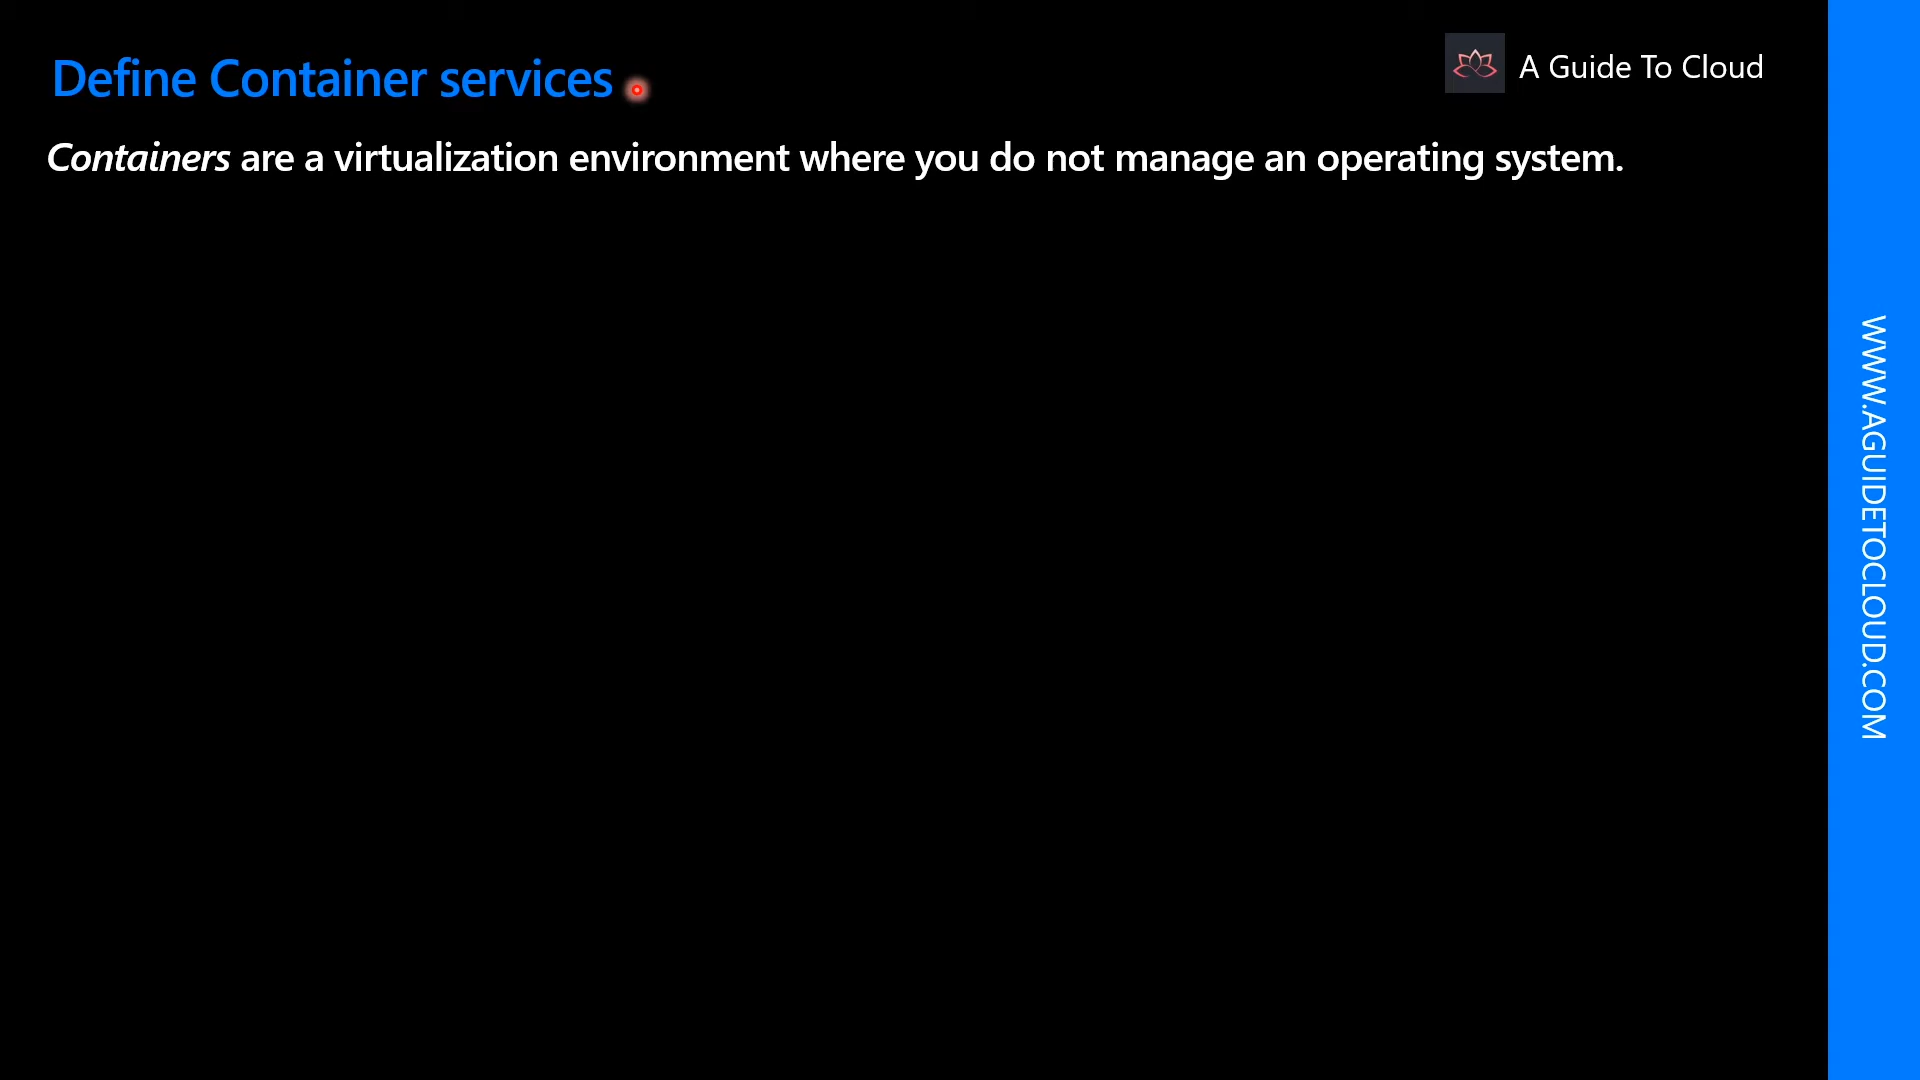 Define Container services
A Guide To Cloud
Containers are a virtualization environment where you do not manage an operating system.
WWW.AGUIDETOCLOUD.COM